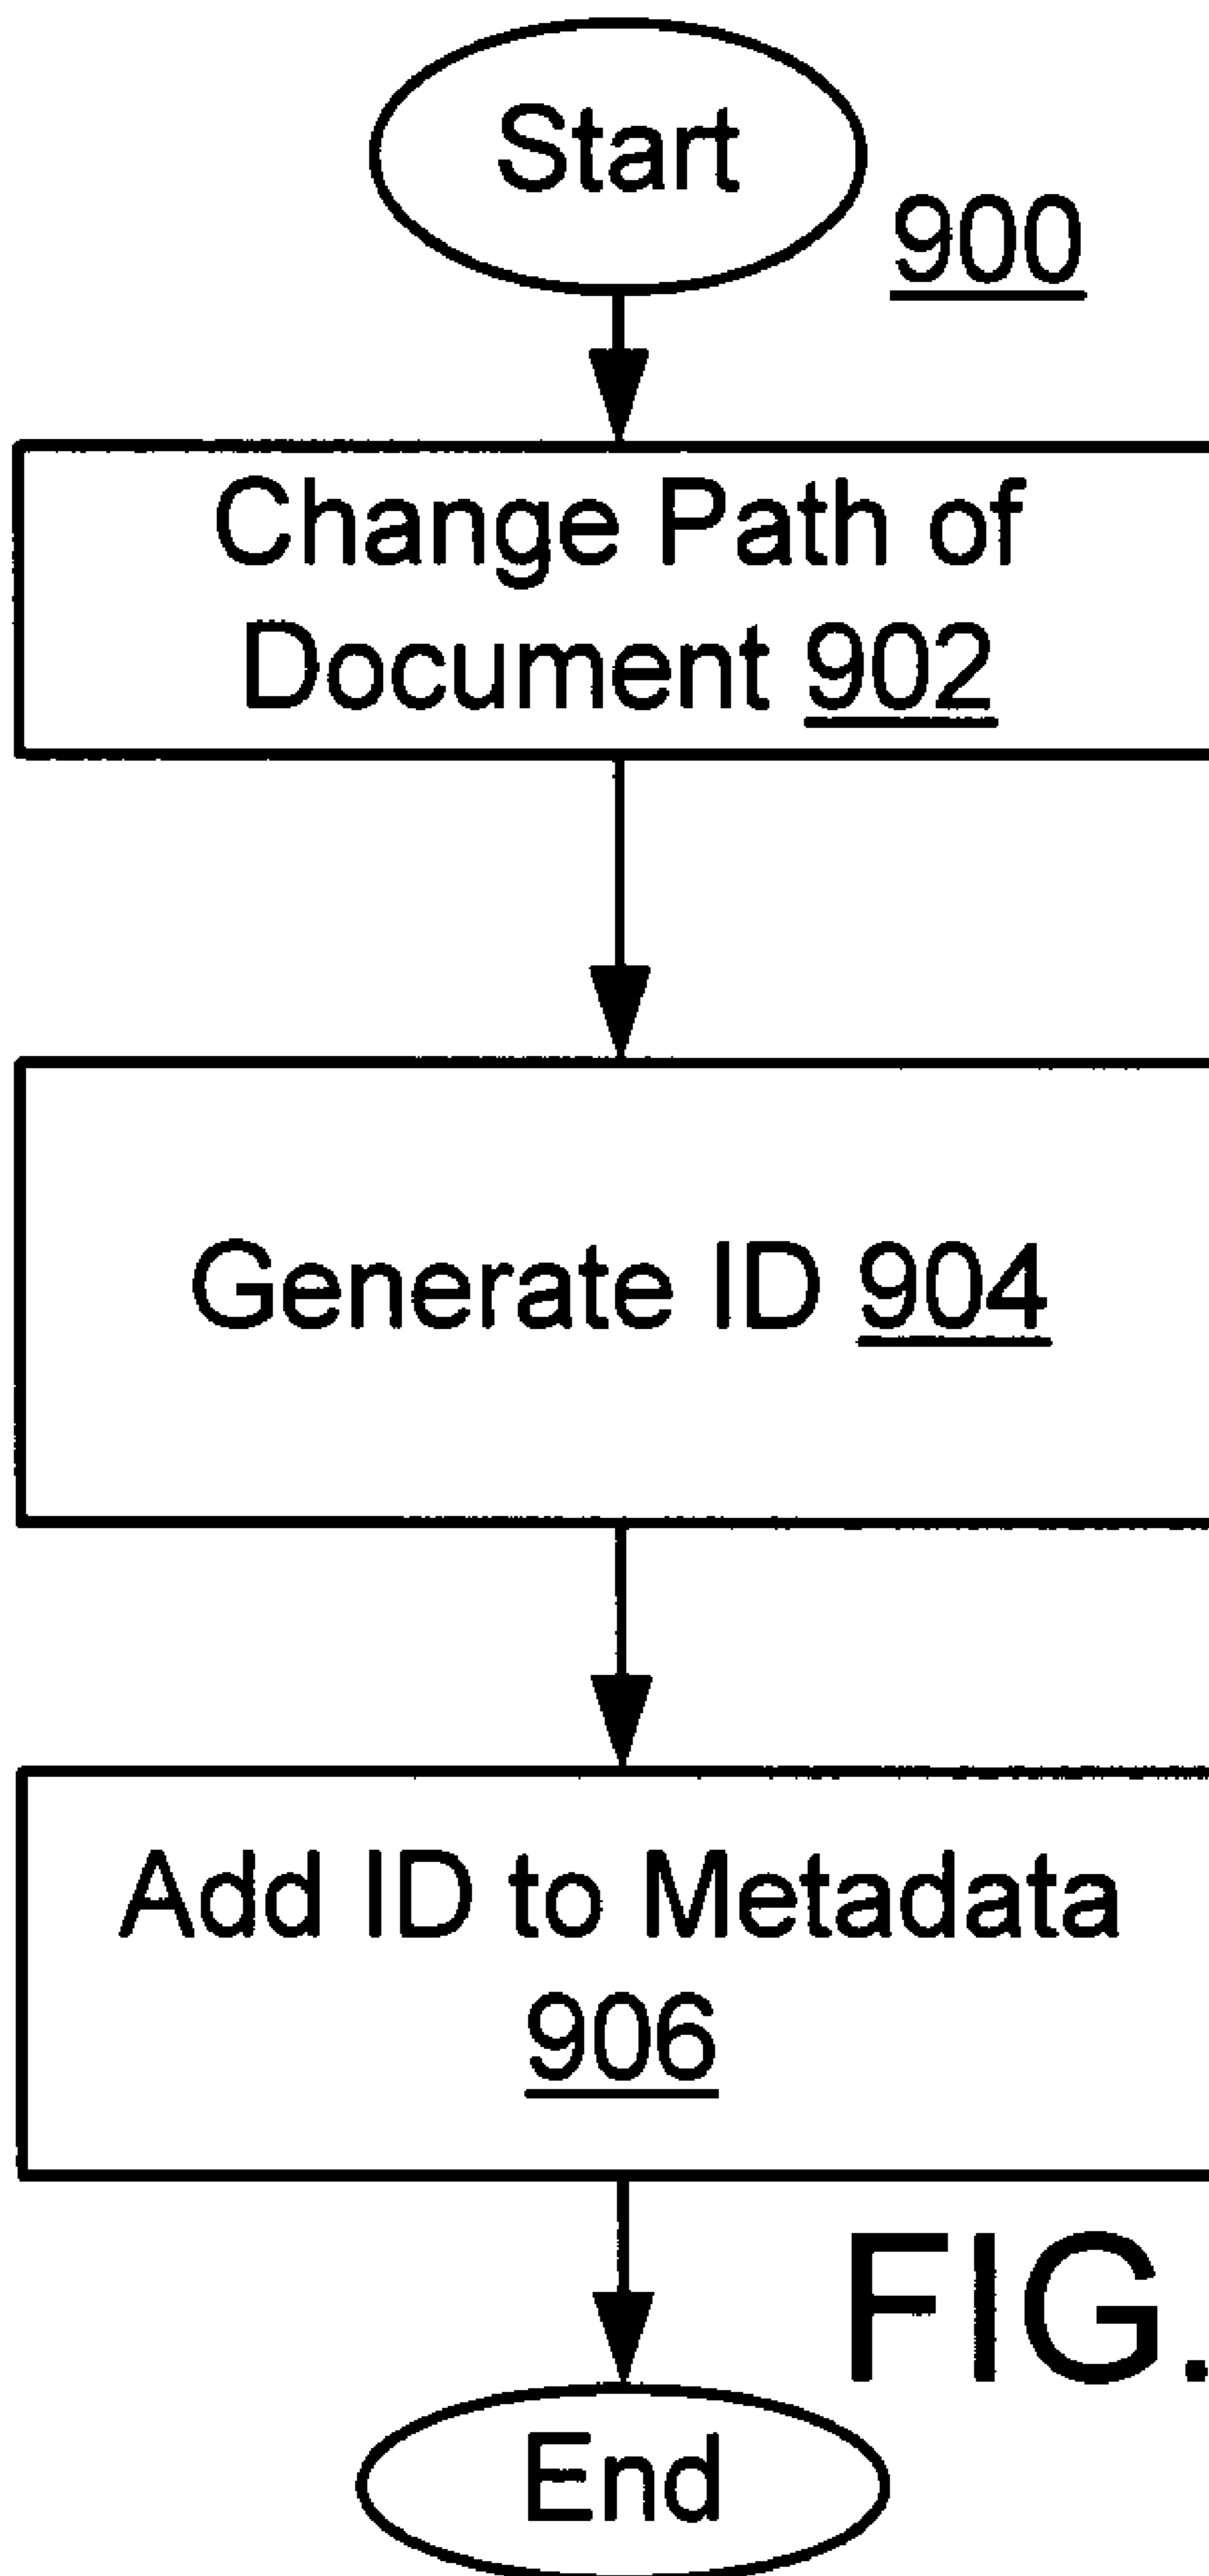 Start
900
Change Path of
Document 902
Generate ID 904
Add ID to Metadata
906
FIG.
End